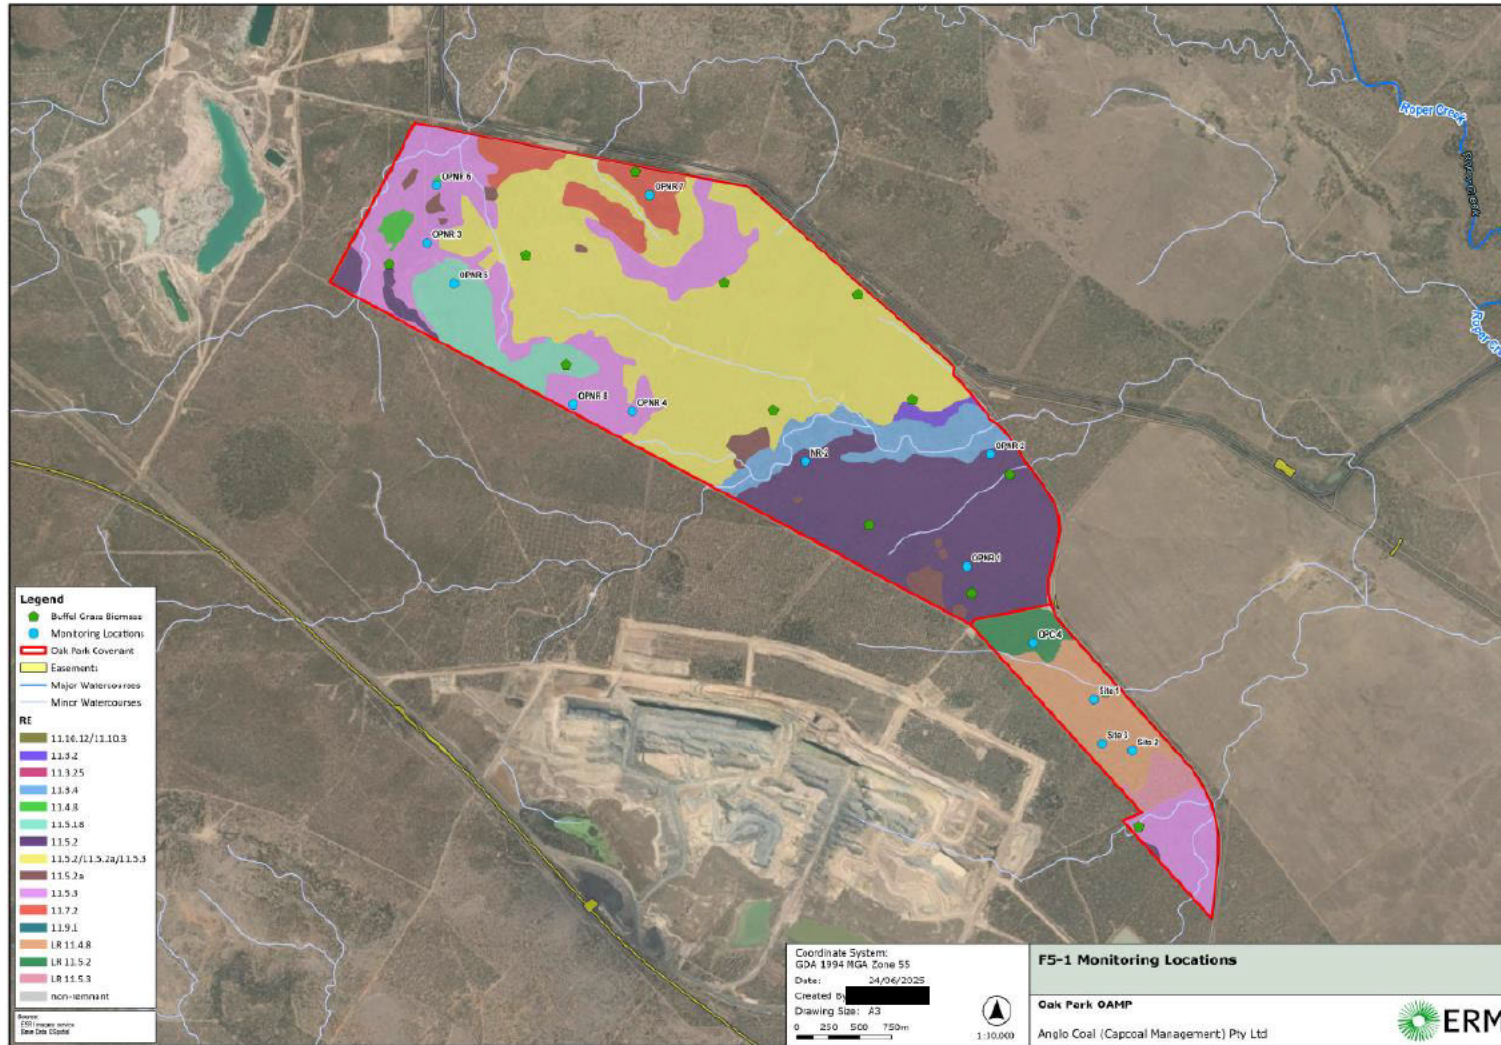 Roper Creek
OPNR 6
OPNR 7
OPNR 3
OPNR 5
OPNR 8
OPNR 4
NR-2
OPNR-2
OPNR 1
OPC 4
Site 1
Site 3
Site 2
Legend
Buffel Grass Biomass
Monitoring Locations
Oak Park Covenant
Easements
Major Watercourses
Minor Watercourses
RE
11.10.12/11.10.3
11.3.2
11.3.25
11.3.4
11.4.8
11.5.18
11.5.2
11.5.2/11.5.2a/11.5.3
11.5.2a
11.5.3
11.7.2
11.9.1
LR 11.4.8
LR 11.5.2
LR 11.5.3
non-remnant
Source:
Coordinate System:
GDA 1994 MGA Zone 55
Date: 24/06/2025
Created By
Drawing Size: A3
0 250 500 750m
1:10,000
F5-1 Monitoring Locations
Oak Park OAMP
Anglo Coal (Capcoal Management) Pty Ltd
ERM